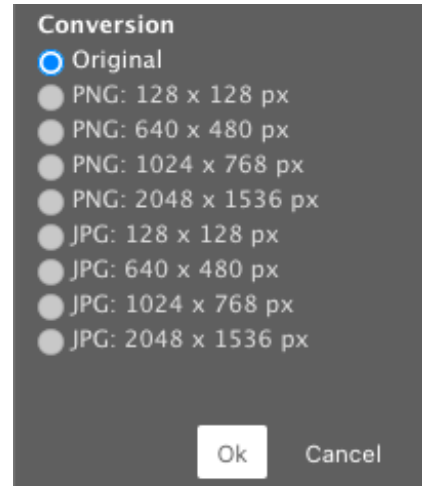 Conversion
Original
PNG: 128 x 128 px
PNG: 640 x 480 px
PNG: 1024 x 768 px
PNG: 2048 x 1536 px
JPG: 128 x 128 px
JPG: 640 x 480 px
JPG: 1024 x 768 px
JPG: 2048 x 1536 px
Ok Cancel